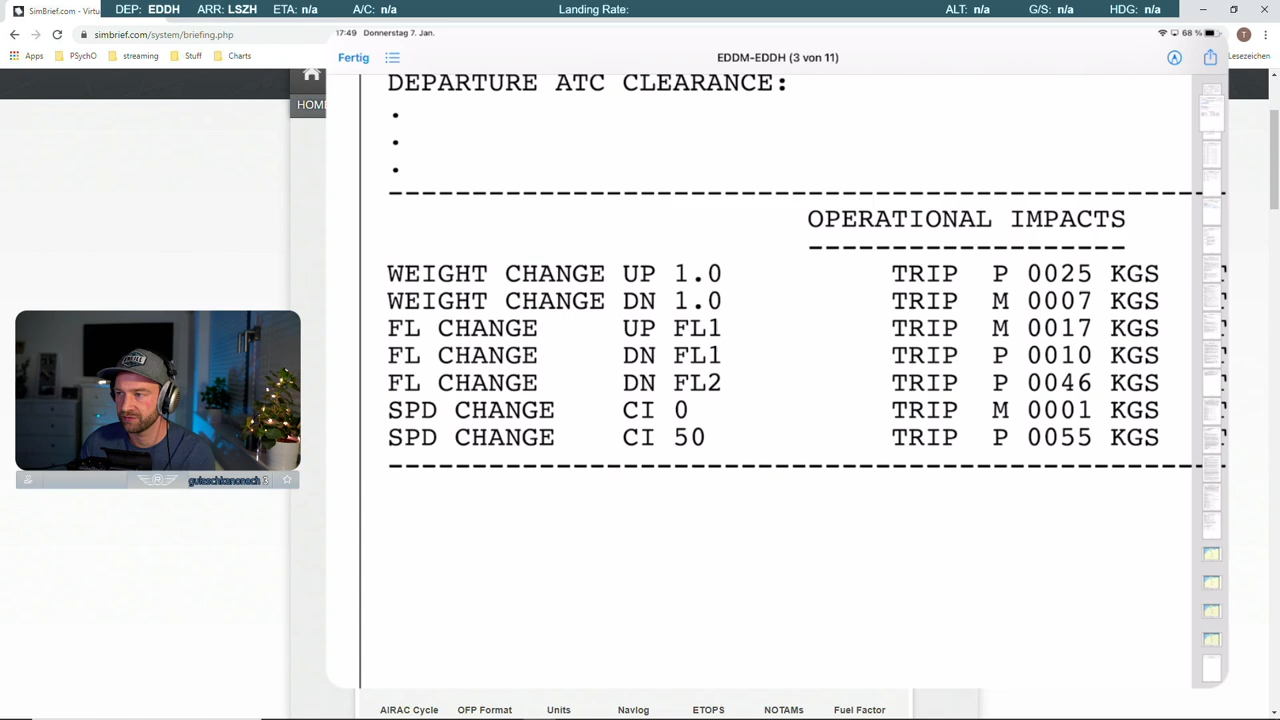 SimBrief.com - Virtu
DEP: EDDH ARR: LSZH ETA: n/a A/C: n/a Landing Rate: ALT: n/a G/S: n/a HDG: n/a
simbrief.com/system/briefing.php
T
Apps PSychO streaming Stuff Charts Lesezeichen
17:49 Donnerstag 7. Jan. 68 %
Fertig EDDM-EDDH (3 von 11)
HOME
DEPARTURE ATC CLEARANCE:
.
.
.
OPERATIONAL IMPACTS
WEIGHT CHANGE UP 1.0 TRIP P 0025 KGS
WEIGHT CHANGE DN 1.0 TRIP M 0007 KGS
FL CHANGE UP FL1 TRIP M 0017 KGS
FL CHANGE DN FL1 TRIP P 0010 KGS
FL CHANGE DN FL2 TRIP P 0046 KGS
SPD CHANGE CI 0 TRIP M 0001 KGS
SPD CHANGE CI 50 TRIP P 0055 KGS
R gulaschkanonech 3
AIRAC Cycle OFP Format Units Navlog ETOPS NOTAMs Fuel Factor